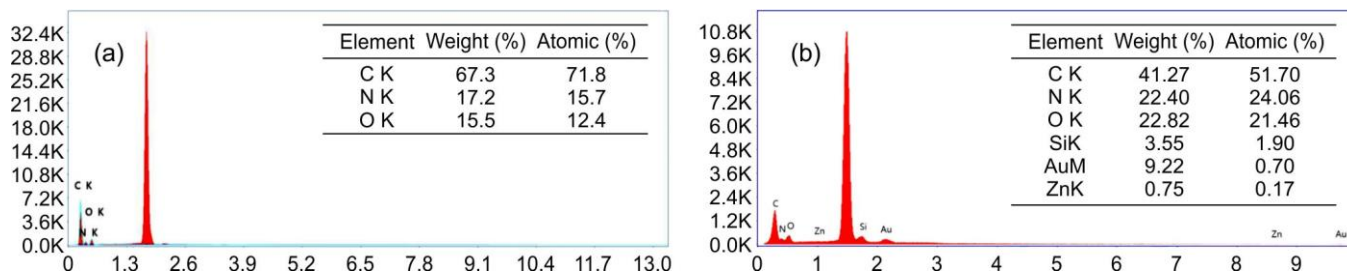 (a)
Element Weight (%) Atomic (%)
C K 67.3 71.8
N K 17.2 15.7
O K 15.5 12.4
32.4K
28.8K
25.2K
21.6K
18.0K
14.4K
10.8K
7.2K
3.6K
0.0K
C K
O K
N K
0 1.3 2.6 3.9 5.2 6.5 7.8 9.1 10.4 11.7 13.0
(b)
Element Weight (%) Atomic (%)
C K 41.27 51.70
N K 22.40 24.06
O K 22.82 21.46
SiK 3.55 1.90
AuM 9.22 0.70
ZnK 0.75 0.17
10.8K
9.6K
8.4K
7.2K
4.8K
3.6K
2.4K
1.2K
0.0K
C
N O Zn Si Au Zn Au
0 1 2 3 4 5 6 7 8 9